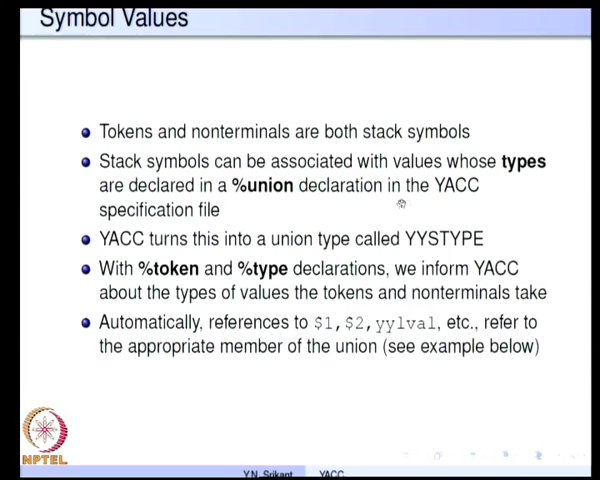 Symbol Values
Tokens and nonterminals are both stack symbols
Stack symbols can be associated with values whose types
are declared in a %union declaration in the YACC
specification file
YACC turns this into a union type called YYSTYPE
With %token and %type declarations, we inform YACC
about the types of values the tokens and nonterminals take
Automatically, references to $1, $2, yylval, etc., refer to
the appropriate member of the union (see example below)
NPTEL
Y.N. Srikant YACC